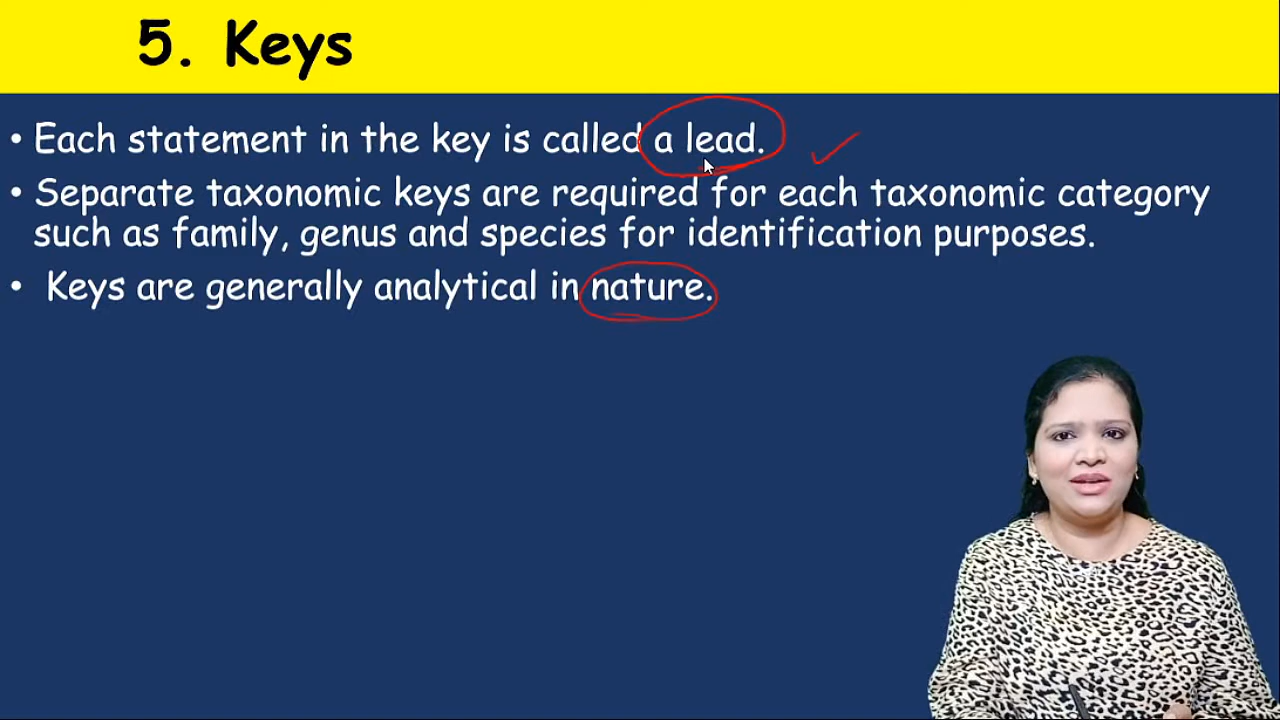 5. Keys
• Each statement in the key is called a lead.
• Separate taxonomic keys are required for each taxonomic category
such as family, genus and species for identification purposes.
• Keys are generally analytical in nature.